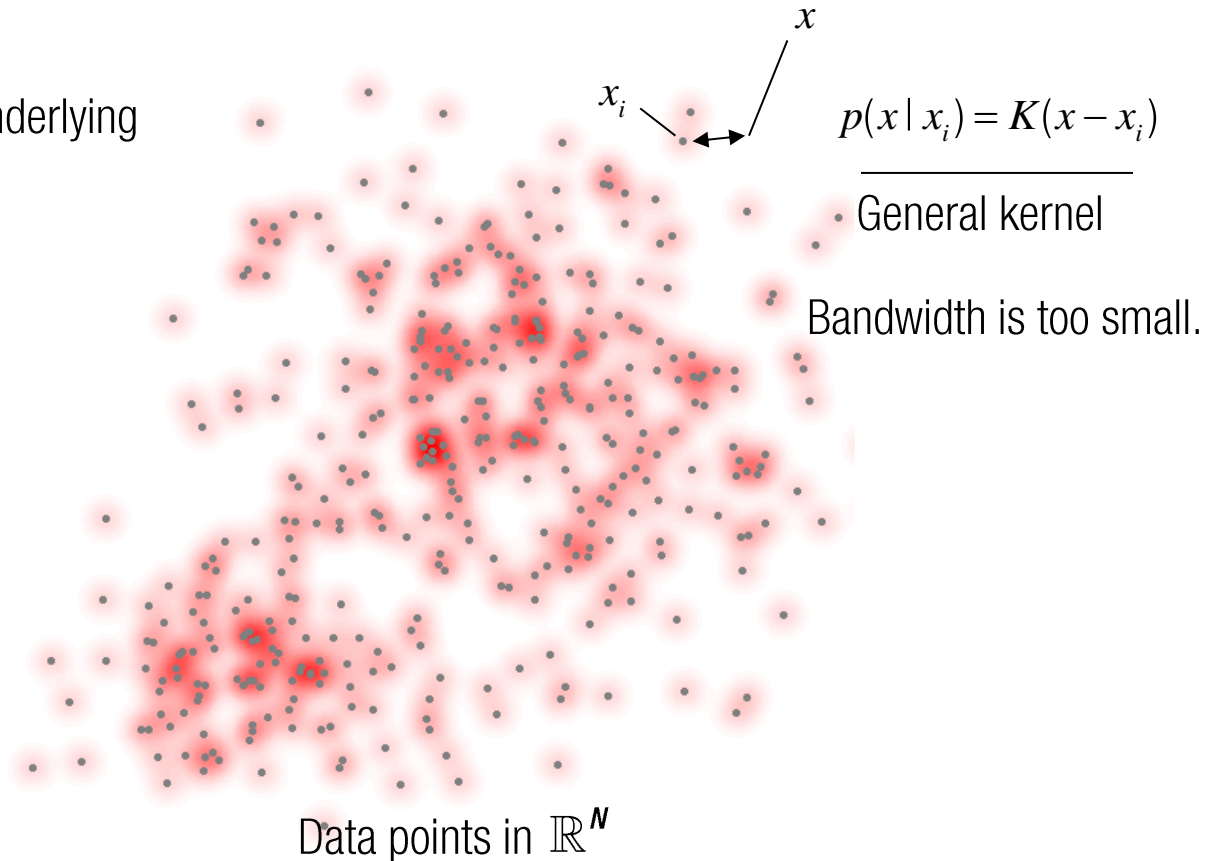 x
x_i
nderlying
p(x | x_i) = K(x − x_i)
General kernel
Bandwidth is too small.
Data points in ℝ^N